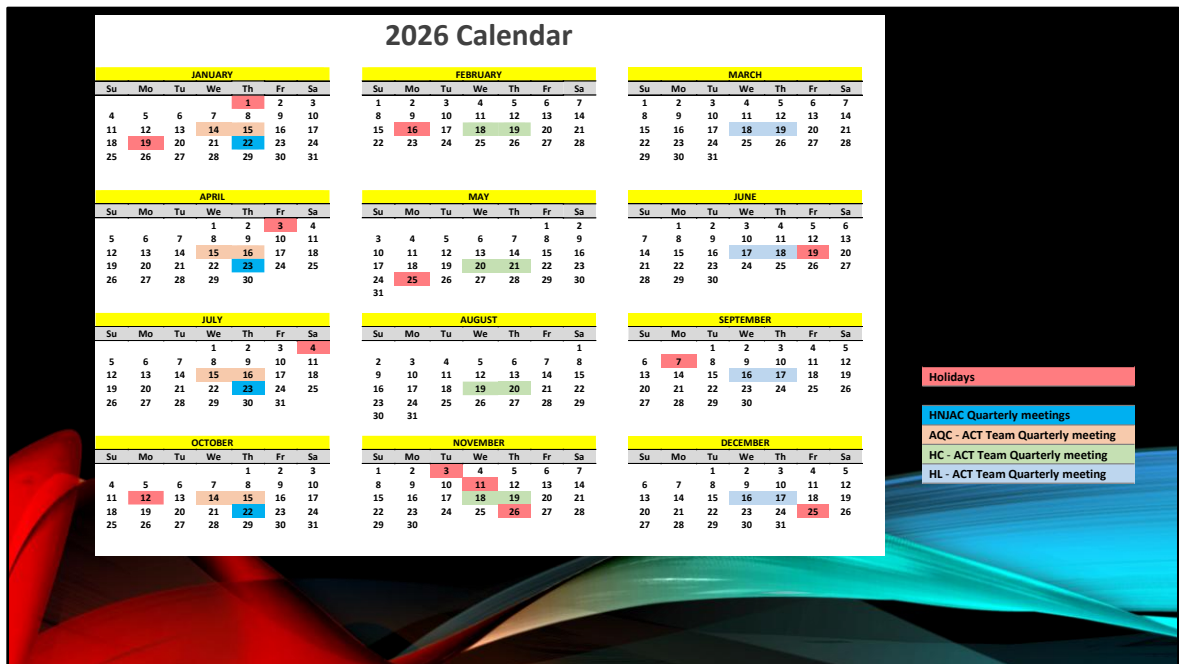 2026 Calendar
JANUARY FEBRUARY MARCH
Su Mo Tu We Th Fr Sa Su Mo Tu We Th Fr Sa Su Mo Tu We Th Fr Sa
1 2 3 1 2 3 4 5 6 7 1 2 3 4 5 6 7
4 5 6 7 8 9 10 8 9 10 11 12 13 14 8 9 10 11 12 13 14
11 12 13 14 15 16 17 15 16 17 18 19 20 21 15 16 17 18 19 20 21
18 19 20 21 22 23 24 22 23 24 25 26 27 28 22 23 24 25 26 27 28
25 26 27 28 29 30 31 29 30 31
APRIL MAY JUNE
Su Mo Tu We Th Fr Sa Su Mo Tu We Th Fr Sa Su Mo Tu We Th Fr Sa
1 2 3 4 1 2 1 2 3 4 5 6
5 6 7 8 9 10 11 3 4 5 6 7 8 9 7 8 9 10 11 12 13
12 13 14 15 16 17 18 10 11 12 13 14 15 16 14 15 16 17 18 19 20
19 20 21 22 23 24 25 17 18 19 20 21 22 23 21 22 23 24 25 26 27
26 27 28 29 30 24 25 26 27 28 29 30 28 29 30
31
JULY AUGUST SEPTEMBER
Su Mo Tu We Th Fr Sa Su Mo Tu We Th Fr Sa Su Mo Tu We Th Fr Sa
1 2 3 4 1 1 2 3 4 5
5 6 7 8 9 10 11 2 3 4 5 6 7 8 6 7 8 9 10 11 12
12 13 14 15 16 17 18 9 10 11 12 13 14 15 13 14 15 16 17 18 19
19 20 21 22 23 24 25 16 17 18 19 20 21 22 20 21 22 23 24 25 26
26 27 28 29 30 31 23 24 25 26 27 28 29 27 28 29 30
30 31
OCTOBER NOVEMBER DECEMBER
Su Mo Tu We Th Fr Sa Su Mo Tu We Th Fr Sa Su Mo Tu We Th Fr Sa
1 2 3 1 2 3 4 5 6 7 1 2 3 4 5
4 5 6 7 8 9 10 8 9 10 11 12 13 14 6 7 8 9 10 11 12
11 12 13 14 15 16 17 15 16 17 18 19 20 21 13 14 15 16 17 18 19
18 19 20 21 22 23 24 22 23 24 25 26 27 28 20 21 22 23 24 25 26
25 26 27 28 29 30 31 29 30 27 28 29 30 31
Holidays
HNJAC Quarterly meetings
AQC - ACT Team Quarterly meeting
HC - ACT Team Quarterly meeting
HL - ACT Team Quarterly meeting